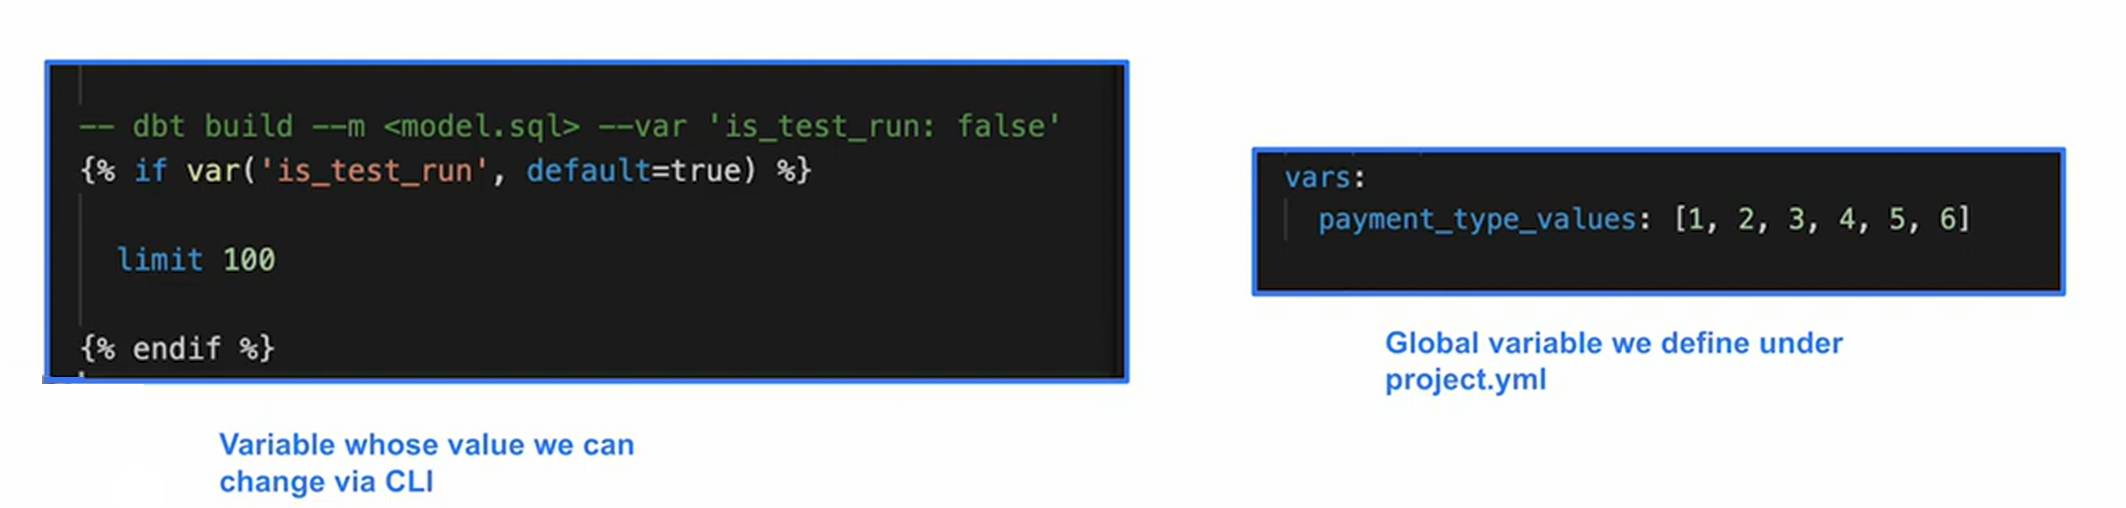 -- dbt build --m <model.sql> --var 'is_test_run: false'
{% if var('is_test_run', default=true) %}
limit 100
{% endif %}
Variable whose value we can
change via CLI
vars:
payment_type_values: [1, 2, 3, 4, 5, 6]
Global variable we define under
project.yml